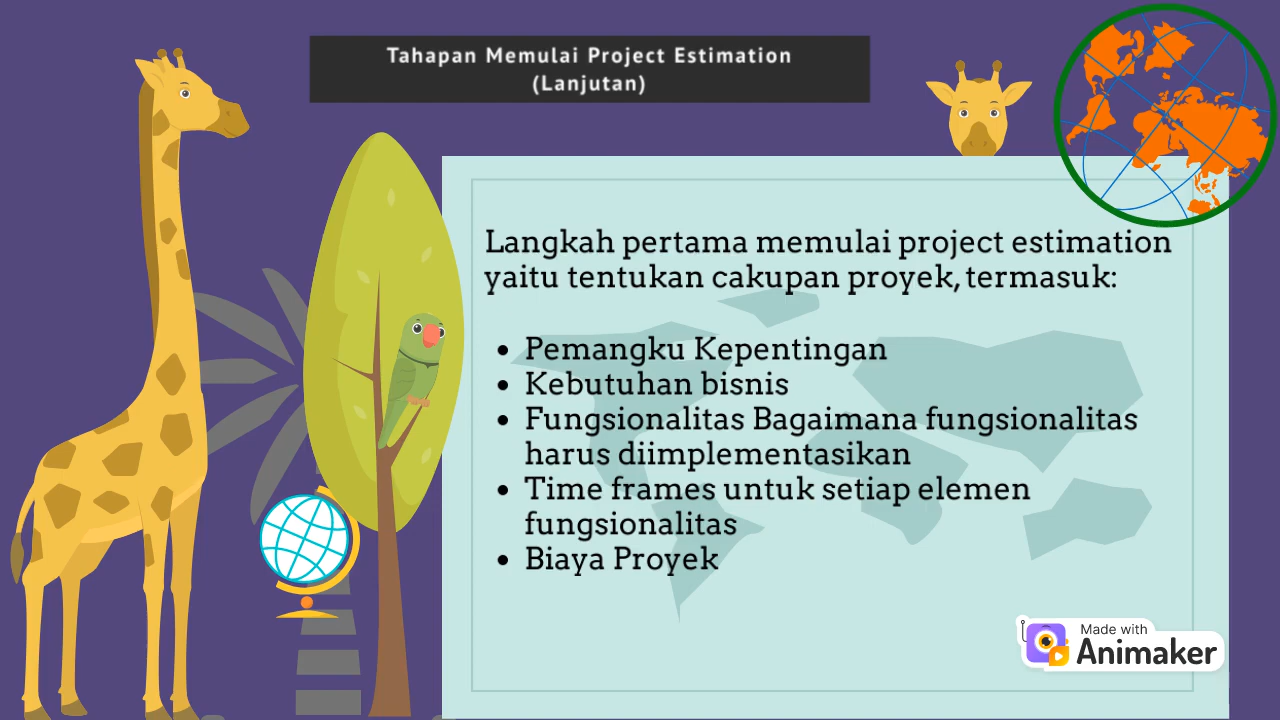 Tahapan Memulai Project Estimation
(Lanjutan)
Langkah pertama memulai project estimation
yaitu tentukan cakupan proyek, termasuk:
• Pemangku Kepentingan
• Kebutuhan bisnis
• Fungsionalitas Bagaimana fungsionalitas
harus diimplementasikan
• Time frames untuk setiap elemen
fungsionalitas
• Biaya Proyek
Made with
Animaker